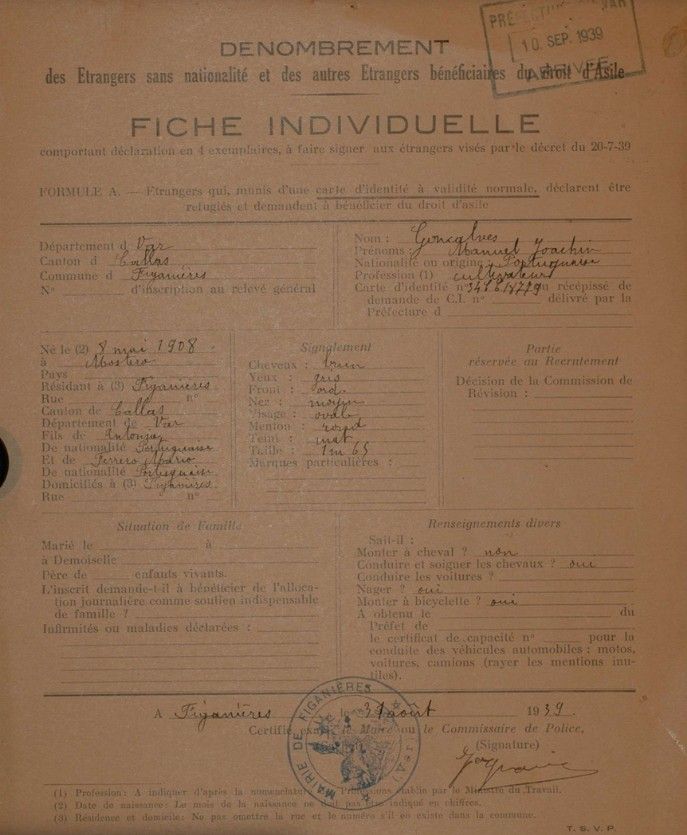 PRÉFECTURE DU VAR
10 SEP. 1939
ARRIVÉE
DENOMBREMENT
des Etrangers sans nationalité et des autres Etrangers bénéficiaires du droit d'Asile
FICHE INDIVIDUELLE
comportant déclaration en 4 exemplaires, à faire signer aux étrangers visés par le décret du 20-7-39
FORMULE A. — Etrangers qui, munis d'une carte d'identité à validité normale, déclarent être
refugiés et demandent à bénéficier du droit d'asile
Département d Var
Canton d Callas
Commune d Figanières
N° d'inscription au relevé général
Nom : Gonçalves
Prénoms : Manuel Joachin
Nationalité ou origine : Portuguaise
Profession (1) cultivateur
Carte d'identité n° ou récépissé de
demande de C.I. n° délivré par la
Préfecture d
Né le (2) 8 mai 1908
à
Pays
Résidant à (3) Figanières
Rue n°
Canton de Callas
Département de Var
Fils de
De nationalité Portuguaise
Et de
De nationalité Portuguaise
Domiciliés à (3) Figanières
Rue n°
Signalement
Cheveux :
Yeux : gris
Front :
Nez : moyen
Visage : oval
Menton : rond
Teint : mat
Taille : 1m65
Marques particulières :
Partie
réservée au Recrutement
Décision de la Commission de
Révision :
Situation de Famille
Marié le à
à Demoiselle
Père de enfants vivants.
L'inscrit demande-t-il à bénéficier de l'alloca-
tion journalière comme soutien indispensable
de famille ?
Infirmités ou maladies déclarées :
Renseignements divers
Sait-il :
Monter à cheval ? non
Conduire et soigner les chevaux ? oui
Conduire les voitures ?
Nager ? oui
Monter à bicyclette ? oui
A obtenu le du
Préfet de
le certificat de capacité n° pour la
conduite des véhicules automobiles : motos,
voitures, camions (rayer les mentions inu-
tiles).
A Figanières le 31 août 1939.
Certifié exact le Maire ou le Commissaire de Police,
(Signature)
MAIRIE DE FIGANIÈRES
(1) Profession : A indiquer d'après la nomenclature des Professions établie par le Ministre du Travail.
(2) Date de naissance : Le mois de la naissance ne doit pas être indiqué en chiffres.
(3) Résidence et domicile : Ne pas omettre la rue et le numéro s'il en existe dans la commune.
T. S. V. P.